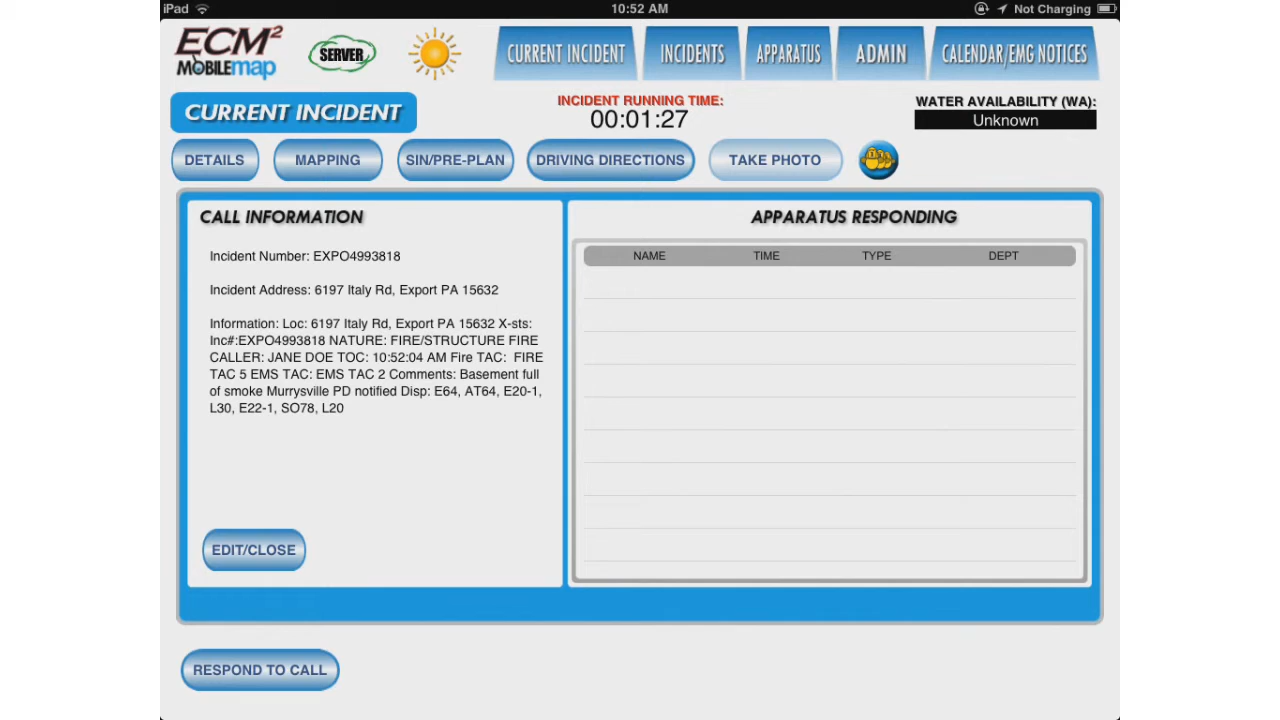 iPad 10:52 AM Not Charging
ECM2 MOBILEmap
SERVER
CURRENT INCIDENT INCIDENTS APPARATUS ADMIN CALENDAR/EMG NOTICES
CURRENT INCIDENT
INCIDENT RUNNING TIME:
00:01:27
WATER AVAILABILITY (WA):
Unknown
DETAILS MAPPING SIN/PRE-PLAN DRIVING DIRECTIONS TAKE PHOTO
CALL INFORMATION
Incident Number: EXPO4993818
Incident Address: 6197 Italy Rd, Export PA 15632
Information: Loc: 6197 Italy Rd, Export PA 15632 X-sts:
Inc#:EXPO4993818 NATURE: FIRE/STRUCTURE FIRE
CALLER: JANE DOE TOC: 10:52:04 AM Fire TAC: FIRE
TAC 5 EMS TAC: EMS TAC 2 Comments: Basement full
of smoke Murrysville PD notified Disp: E64, AT64, E20-1,
L30, E22-1, SO78, L20
EDIT/CLOSE
APPARATUS RESPONDING
NAME TIME TYPE DEPT
RESPOND TO CALL